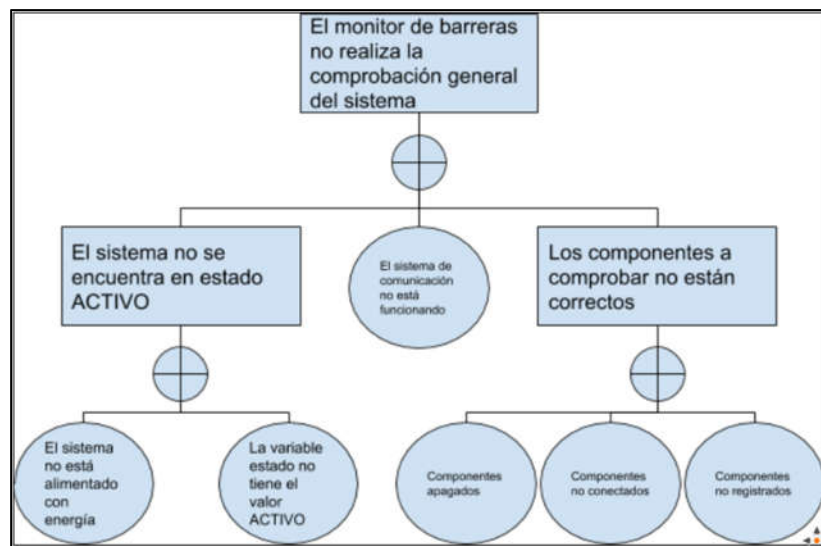 El monitor de barreras
no realiza la
comprobación general
del sistema
El sistema no se
encuentra en estado
ACTIVO
El sistema de
comunicación
no está
funcionando
Los componentes a
comprobar no están
correctos
El sistema
no está
alimentado
con
energía
La variable
estado no
tiene el
valor
ACTIVO
Componentes
apagados
Componentes
no conectados
Componentes
no registrados